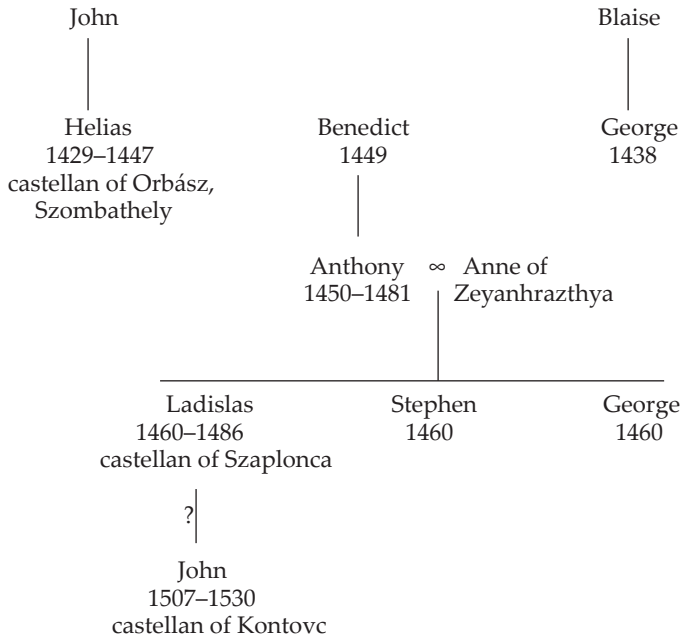 John
Blaise
Helias
1429–1447
castellan of Orbász,
Szombathely
Benedict
1449
George
1438
Anthony ∞ Anne of
1450–1481 Zeyanhrazthya
Ladislas
1460–1486
castellan of Szaplonca
Stephen
1460
George
1460
?
John
1507–1530
castellan of Kontovc